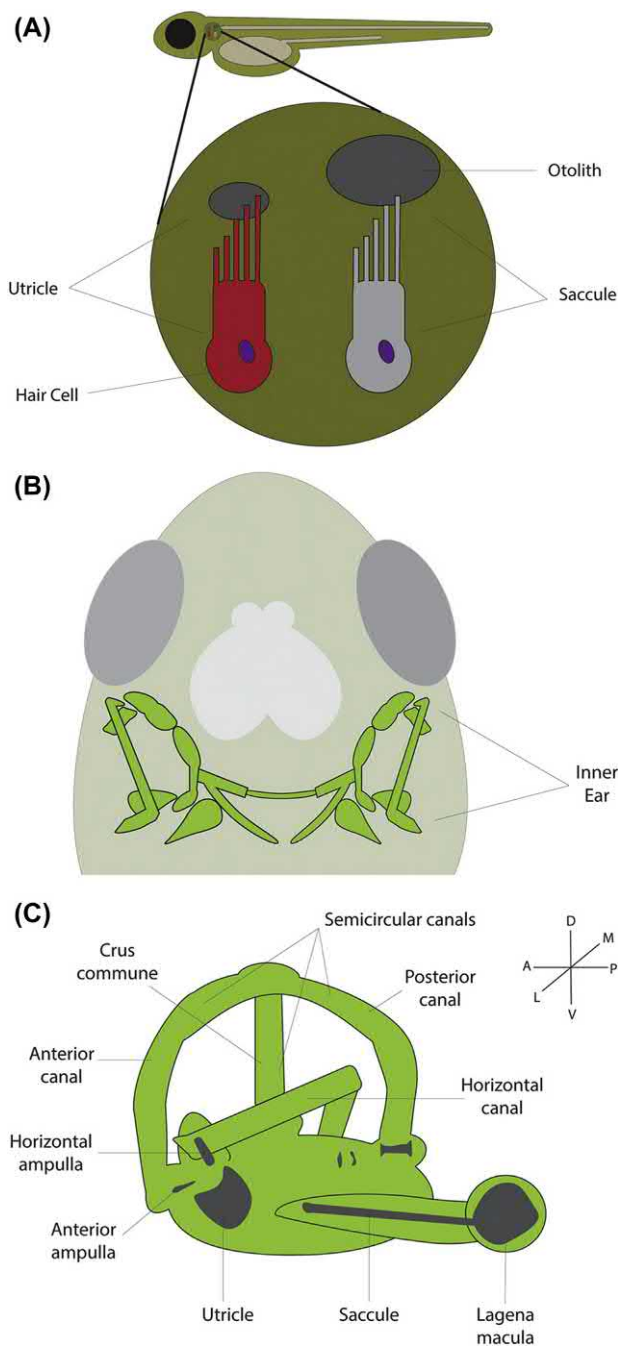 (A)
Otolith
Utricle
Saccule
Hair Cell
(B)
Inner
Ear
(C)
Semicircular canals
Crus
commune
Posterior
canal
D
M
A
P
L
V
Anterior
canal
Horizontal
canal
Horizontal
ampulla
Anterior
ampulla
Utricle
Saccule
Lagena
macula